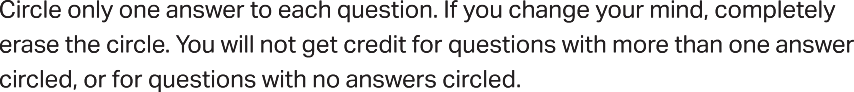 Circle only one answer to each question. If you change your mind, completely
erase the circle. You will not get credit for questions with more than one answer
circled, or for questions with no answers circled.